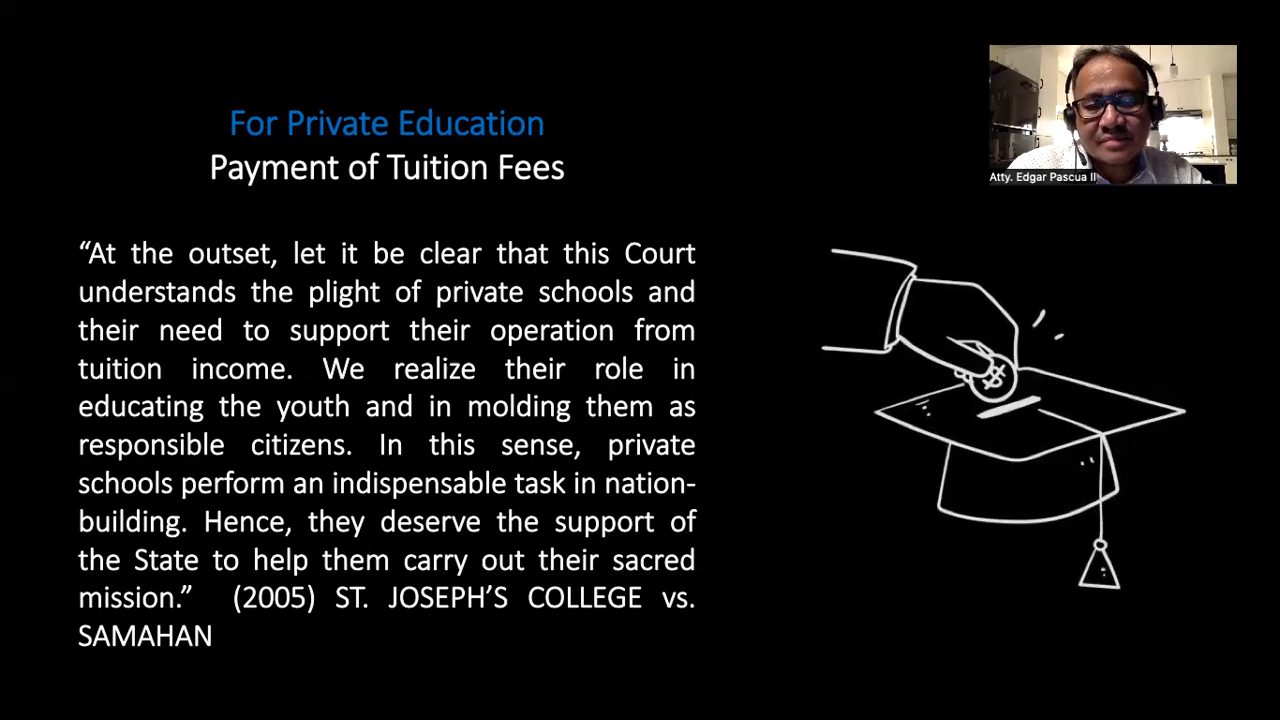 For Private Education
Payment of Tuition Fees
“At the outset, let it be clear that this Court
understands the plight of private schools and
their need to support their operation from
tuition income. We realize their role in
educating the youth and in molding them as
responsible citizens. In this sense, private
schools perform an indispensable task in nation-
building. Hence, they deserve the support of
the State to help them carry out their sacred
mission.” (2005) ST. JOSEPH’S COLLEGE vs.
SAMAHAN
Atty. Edgar Pascua II
$